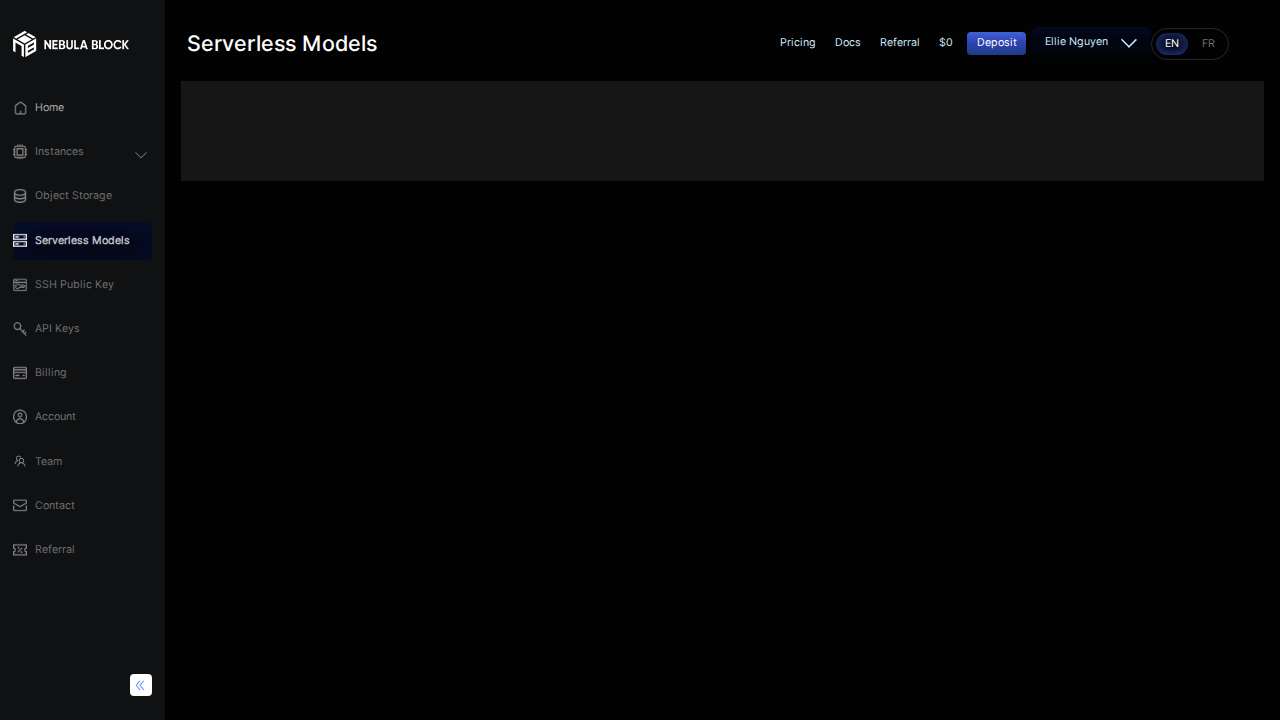 NEBULA BLOCK
Serverless Models
Pricing
Docs
Referral
$0
Deposit
Ellie Nguyen
EN
FR
Home
Instances
Object Storage
Serverless Models
SSH Public Key
API Keys
Billing
Account
Team
Contact
Referral